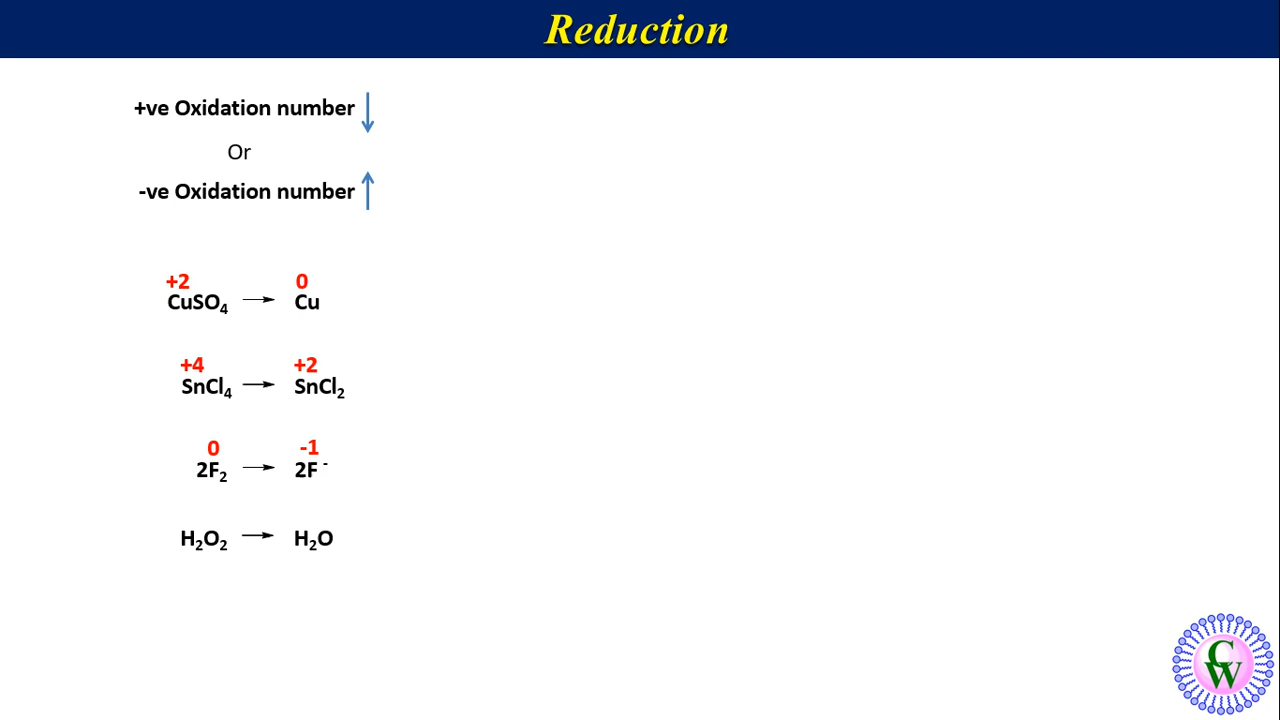 Reduction
+ve Oxidation number ↓
Or
-ve Oxidation number ↑
+2 0
CuSO₄ → Cu
+4 +2
SnCl₄ → SnCl₂
0 -1
2F₂ → 2F⁻
H₂O₂ → H₂O
CW